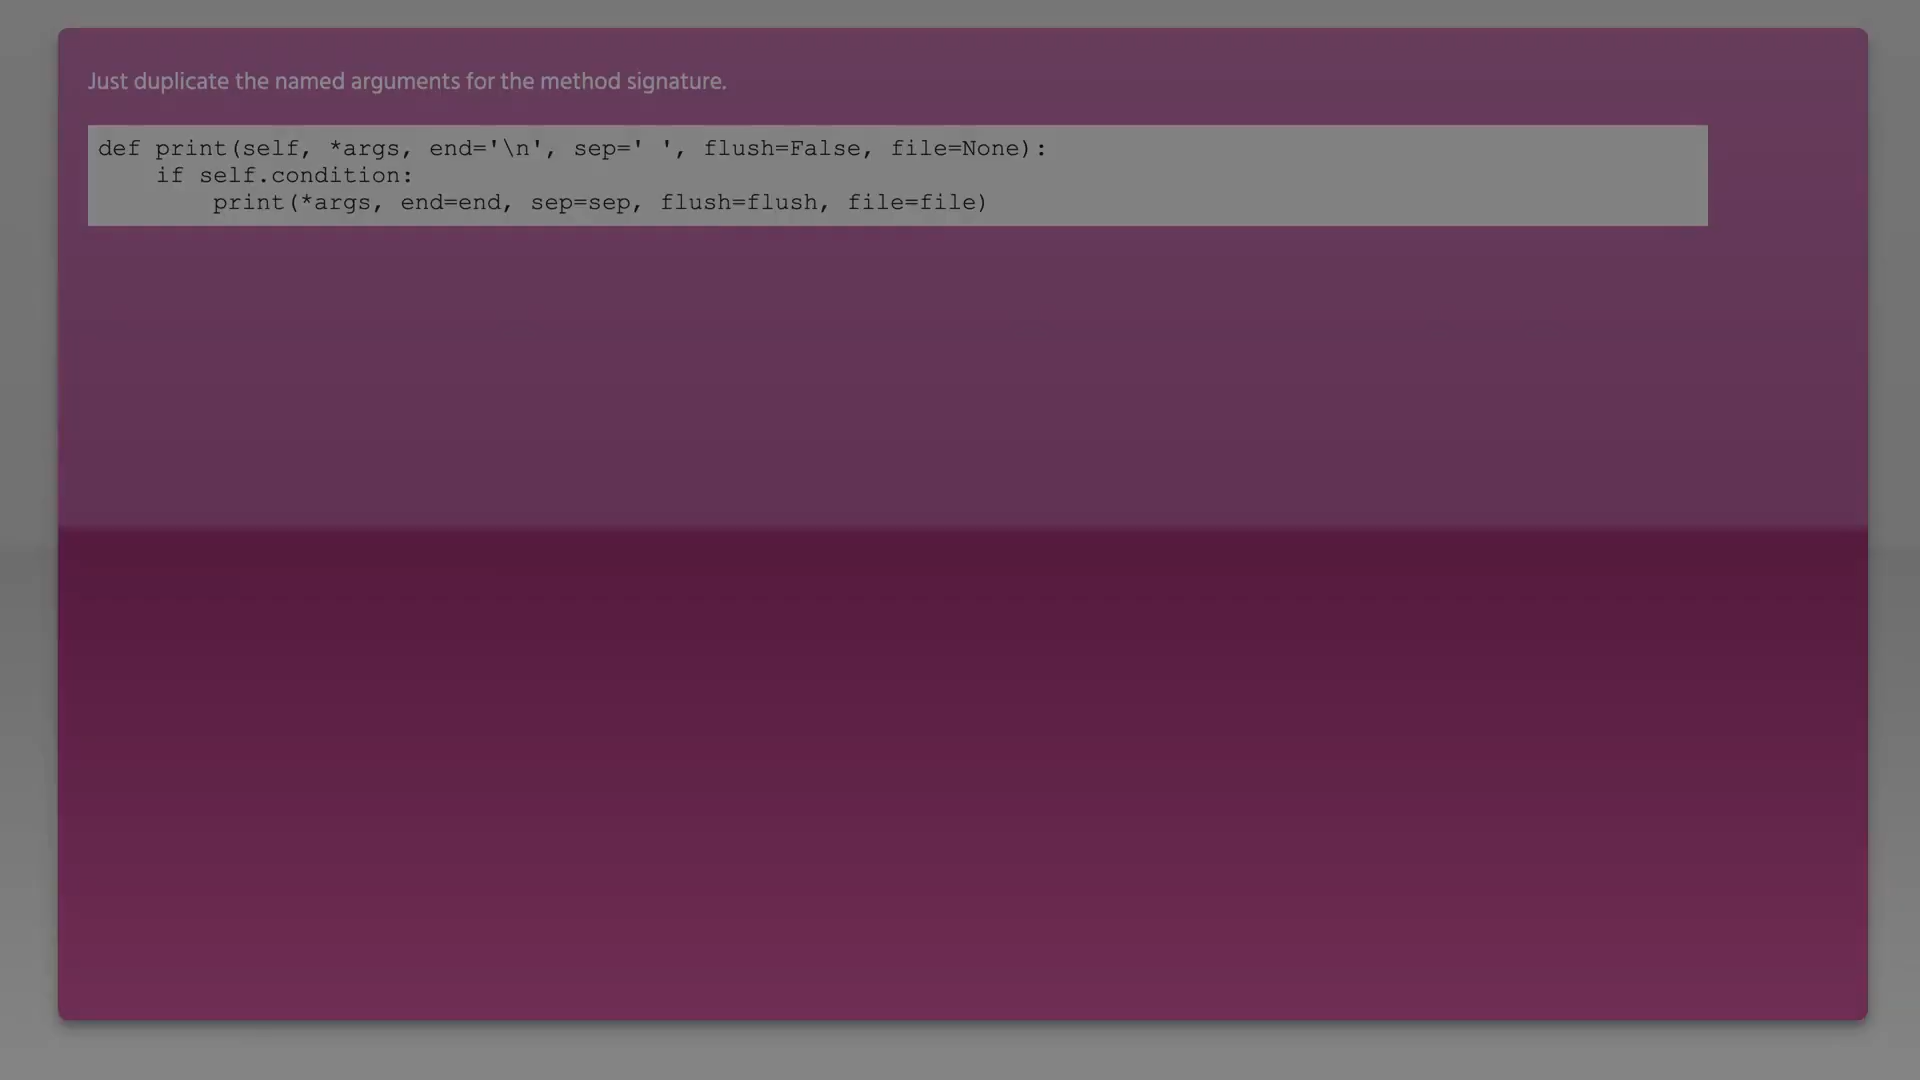 Just duplicate the named arguments for the method signature.
def print(self, *args, end='\n', sep=' ', flush=False, file=None):
    if self.condition:
        print(*args, end=end, sep=sep, flush=flush, file=file)